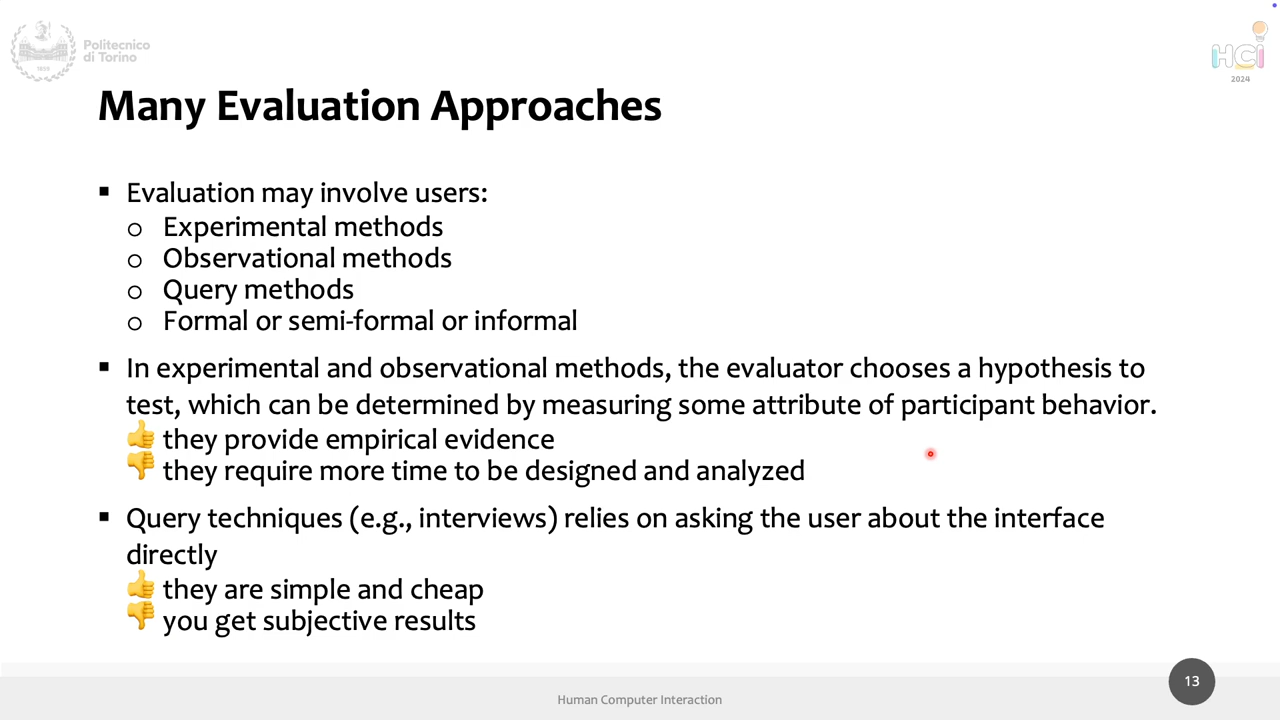 Politecnico
di Torino
1859
HCI
2024
Many Evaluation Approaches
▪ Evaluation may involve users:
o Experimental methods
o Observational methods
o Query methods
o Formal or semi-formal or informal
▪ In experimental and observational methods, the evaluator chooses a hypothesis to
test, which can be determined by measuring some attribute of participant behavior.
👍 they provide empirical evidence
👎 they require more time to be designed and analyzed
▪ Query techniques (e.g., interviews) relies on asking the user about the interface
directly
👍 they are simple and cheap
👎 you get subjective results
13
Human Computer Interaction